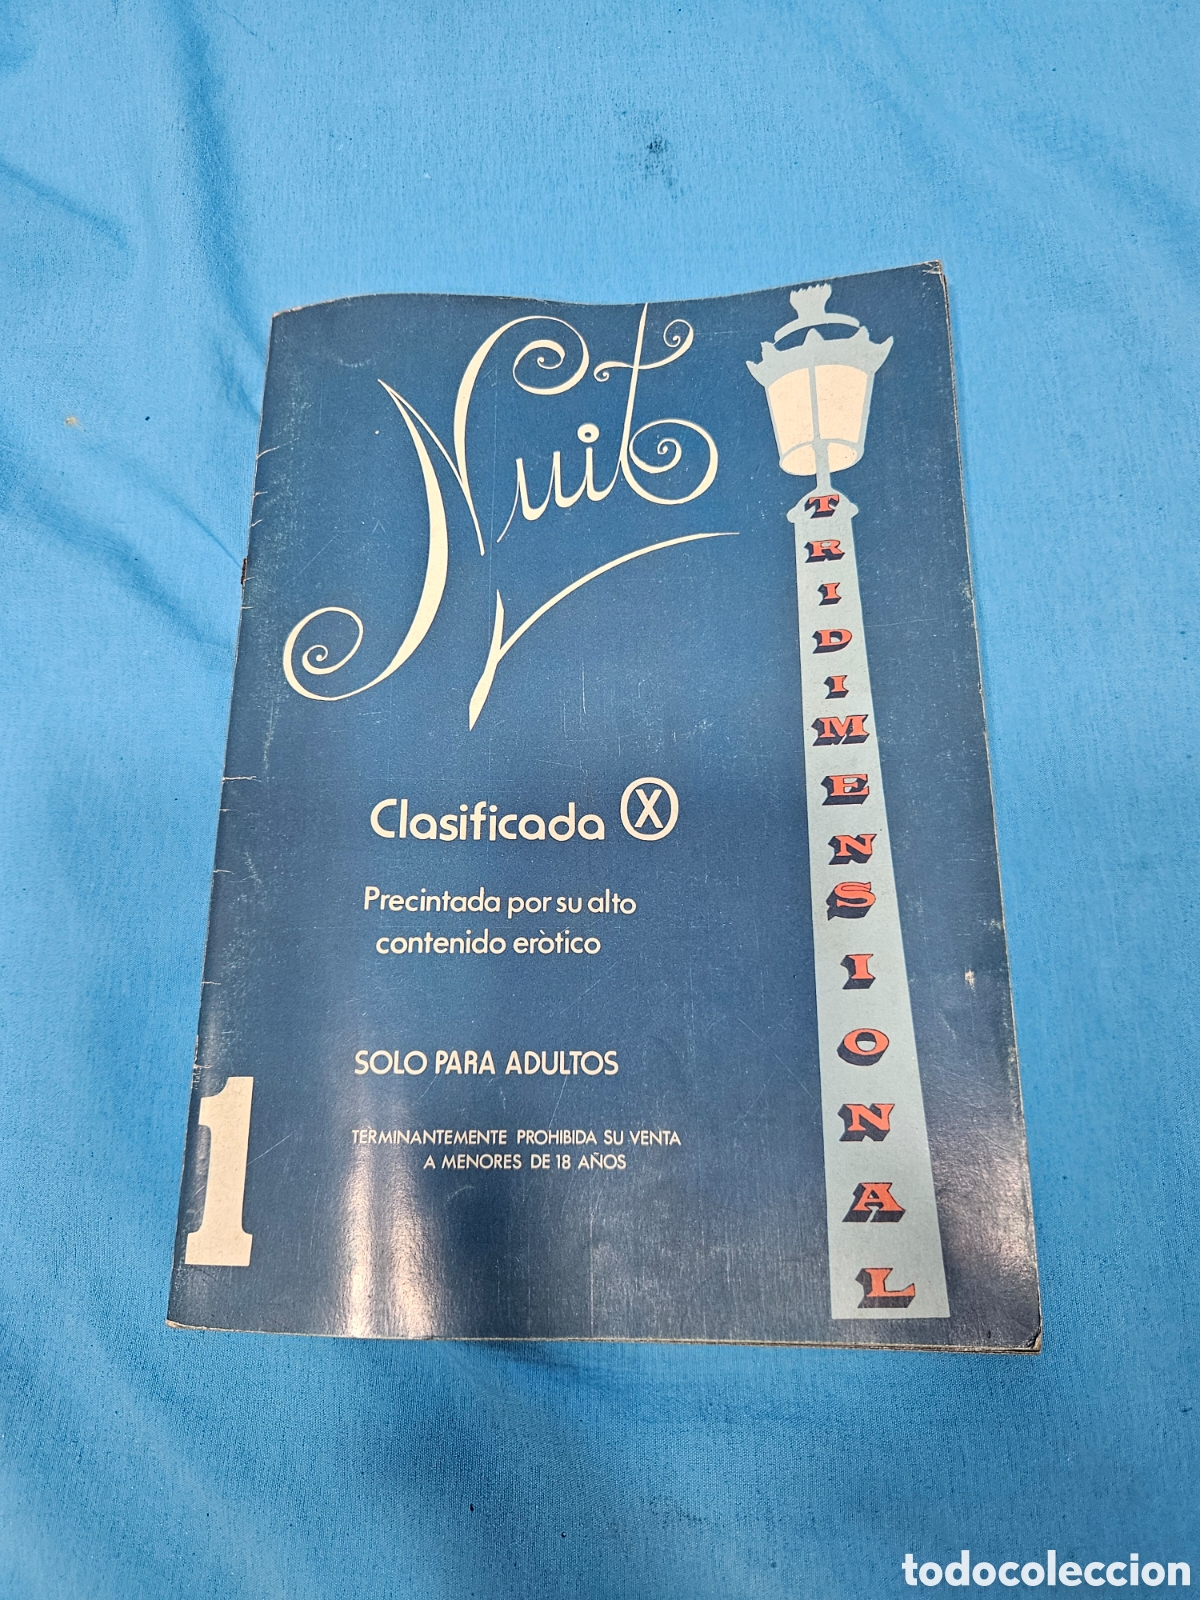 Nuit
TRIDIMENSIONAL
Clasificada X
Precintada por su alto
contenido eròtico
SOLO PARA ADULTOS
TERMINANTEMENTE PROHIBIDA SU VENTA
A MENORES DE 18 AÑOS
1
todocoleccion